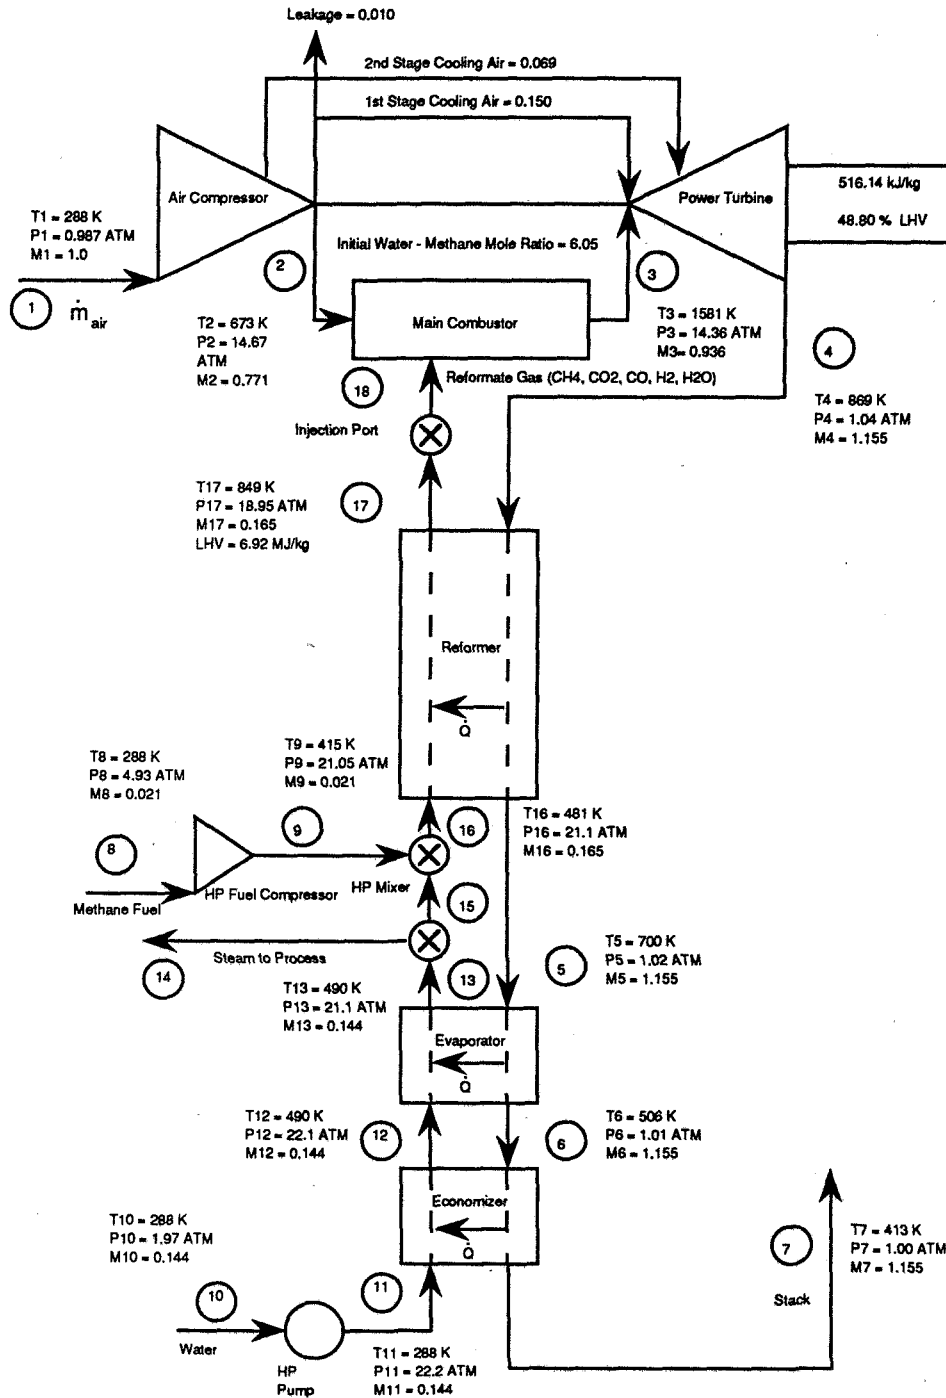 Leakage = 0.010
2nd Stage Cooling Air = 0.069
1st Stage Cooling Air = 0.150
Air Compressor
Power Turbine
516.14 kJ/kg
48.80 % LHV
T1 = 288 K
P1 = 0.987 ATM
M1 = 1.0
Initial Water - Methane Mole Ratio = 6.05
1
ṁ air
2
3
T2 = 673 K
P2 = 14.67
ATM
M2 = 0.771
Main Combustor
T3 = 1581 K
P3 = 14.36 ATM
M3= 0.936
4
18
Reformate Gas (CH4, CO2, CO, H2, H2O)
Injection Port
T4 = 869 K
P4 = 1.04 ATM
M4 = 1.155
T17 = 849 K
P17 = 18.95 ATM
M17 = 0.165
LHV = 6.92 MJ/kg
17
Reformer
Q̇
T8 = 288 K
P8 = 4.93 ATM
M8 = 0.021
T9 = 415 K
P9 = 21.05 ATM
M9 = 0.021
8
9
16
T16 = 481 K
P16 = 21.1 ATM
M16 = 0.165
Methane Fuel
HP Fuel Compressor
HP Mixer
15
Steam to Process
14
13
T13 = 490 K
P13 = 21.1 ATM
M13 = 0.144
5
T5 = 700 K
P5 = 1.02 ATM
M5 = 1.155
Evaporator
Q̇
T12 = 490 K
P12 = 22.1 ATM
M12 = 0.144
12
6
T6 = 506 K
P6 = 1.01 ATM
M6 = 1.155
Economizer
Q̇
T10 = 288 K
P10 = 1.97 ATM
M10 = 0.144
10
11
Water
HP
Pump
T11 = 288 K
P11 = 22.2 ATM
M11 = 0.144
7
Stack
T7 = 413 K
P7 = 1.00 ATM
M7 = 1.155